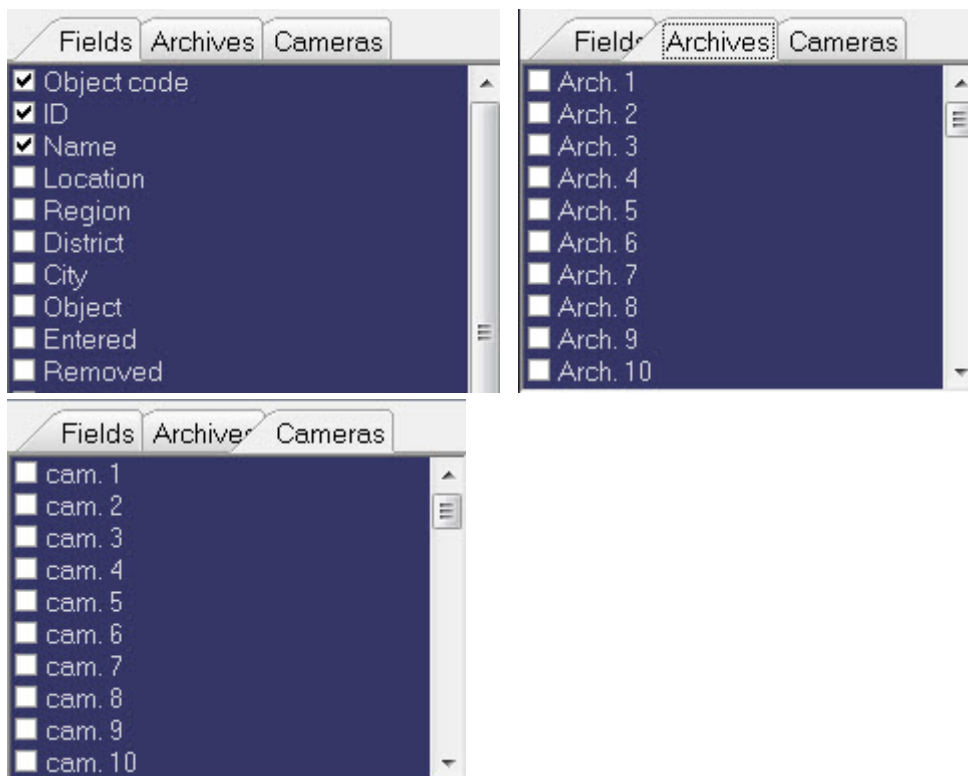 Fields Archives Cameras
Object code
ID
Name
Location
Region
District
City
Object
Entered
Removed
Field Archives Cameras
Arch. 1
Arch. 2
Arch. 3
Arch. 4
Arch. 5
Arch. 6
Arch. 7
Arch. 8
Arch. 9
Arch. 10
Fields Archive Cameras
cam. 1
cam. 2
cam. 3
cam. 4
cam. 5
cam. 6
cam. 7
cam. 8
cam. 9
cam. 10